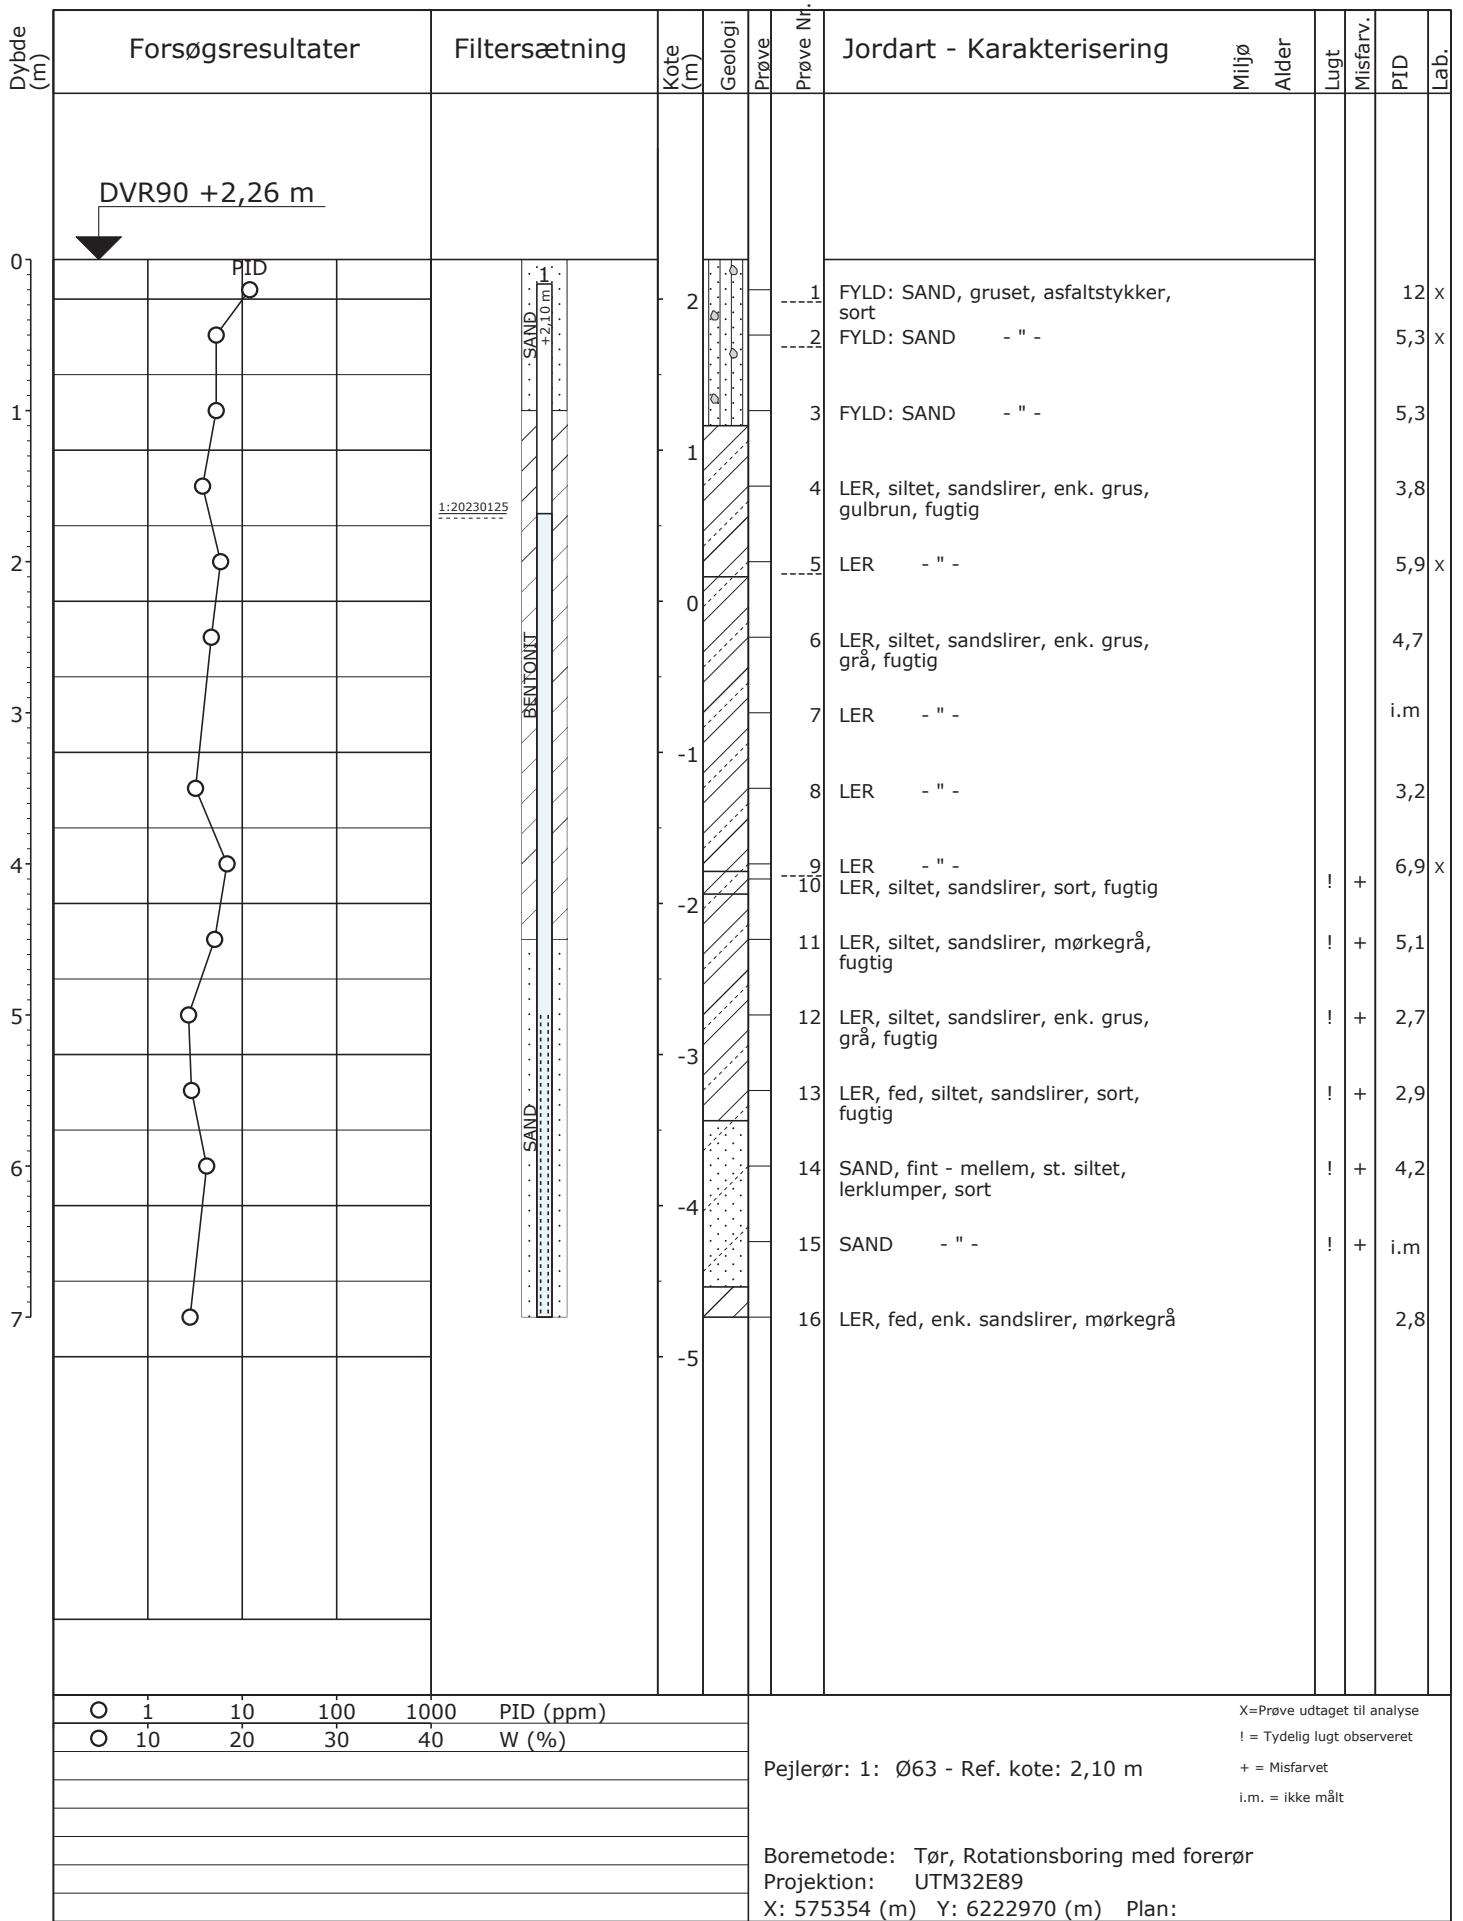 Dybde (m)
Forsøgsresultater
Filtersætning
Kote (m)
Geologi
Prøve
Prøve Nr.
Jordart - Karakterisering
Miljø
Alder
Lugt
Misfarv.
PID
Lab.
DVR90 +2,26 m
PID
0
1
2
3
4
5
6
7
1
+2,10 m
SAND
1:20230125
BENTONIT
SAND
2
1
0
-1
-2
-3
-4
-5
1 FYLD: SAND, gruset, asfaltstykker, 12 X
sort
2 FYLD: SAND - " - 5,3 X
3 FYLD: SAND - " - 5,3
4 LER, siltet, sandslirer, enk. grus, 3,8
gulbrun, fugtig
5 LER - " - 5,9 X
6 LER, siltet, sandslirer, enk. grus, 4,7
grå, fugtig
7 LER - " - i.m
8 LER - " - 3,2
9 LER - " - 6,9 X
10 LER, siltet, sandslirer, sort, fugtig ! +
11 LER, siltet, sandslirer, mørkegrå, ! + 5,1
fugtig
12 LER, siltet, sandslirer, enk. grus, ! + 2,7
grå, fugtig
13 LER, fed, siltet, sandslirer, sort, ! + 2,9
fugtig
14 SAND, fint - mellem, st. siltet, ! + 4,2
lerklumper, sort
15 SAND - " - ! + i.m
16 LER, fed, enk. sandslirer, mørkegrå 2,8
1 10 100 1000 PID (ppm)
10 20 30 40 W (%)
X=Prøve udtaget til analyse
! = Tydelig lugt observeret
+ = Misfarvet
i.m. = ikke målt
Pejlerør: 1: Ø63 - Ref. kote: 2,10 m
Boremetode: Tør, Rotationsboring med forerør
Projektion: UTM32E89
X: 575354 (m) Y: 6222970 (m) Plan: